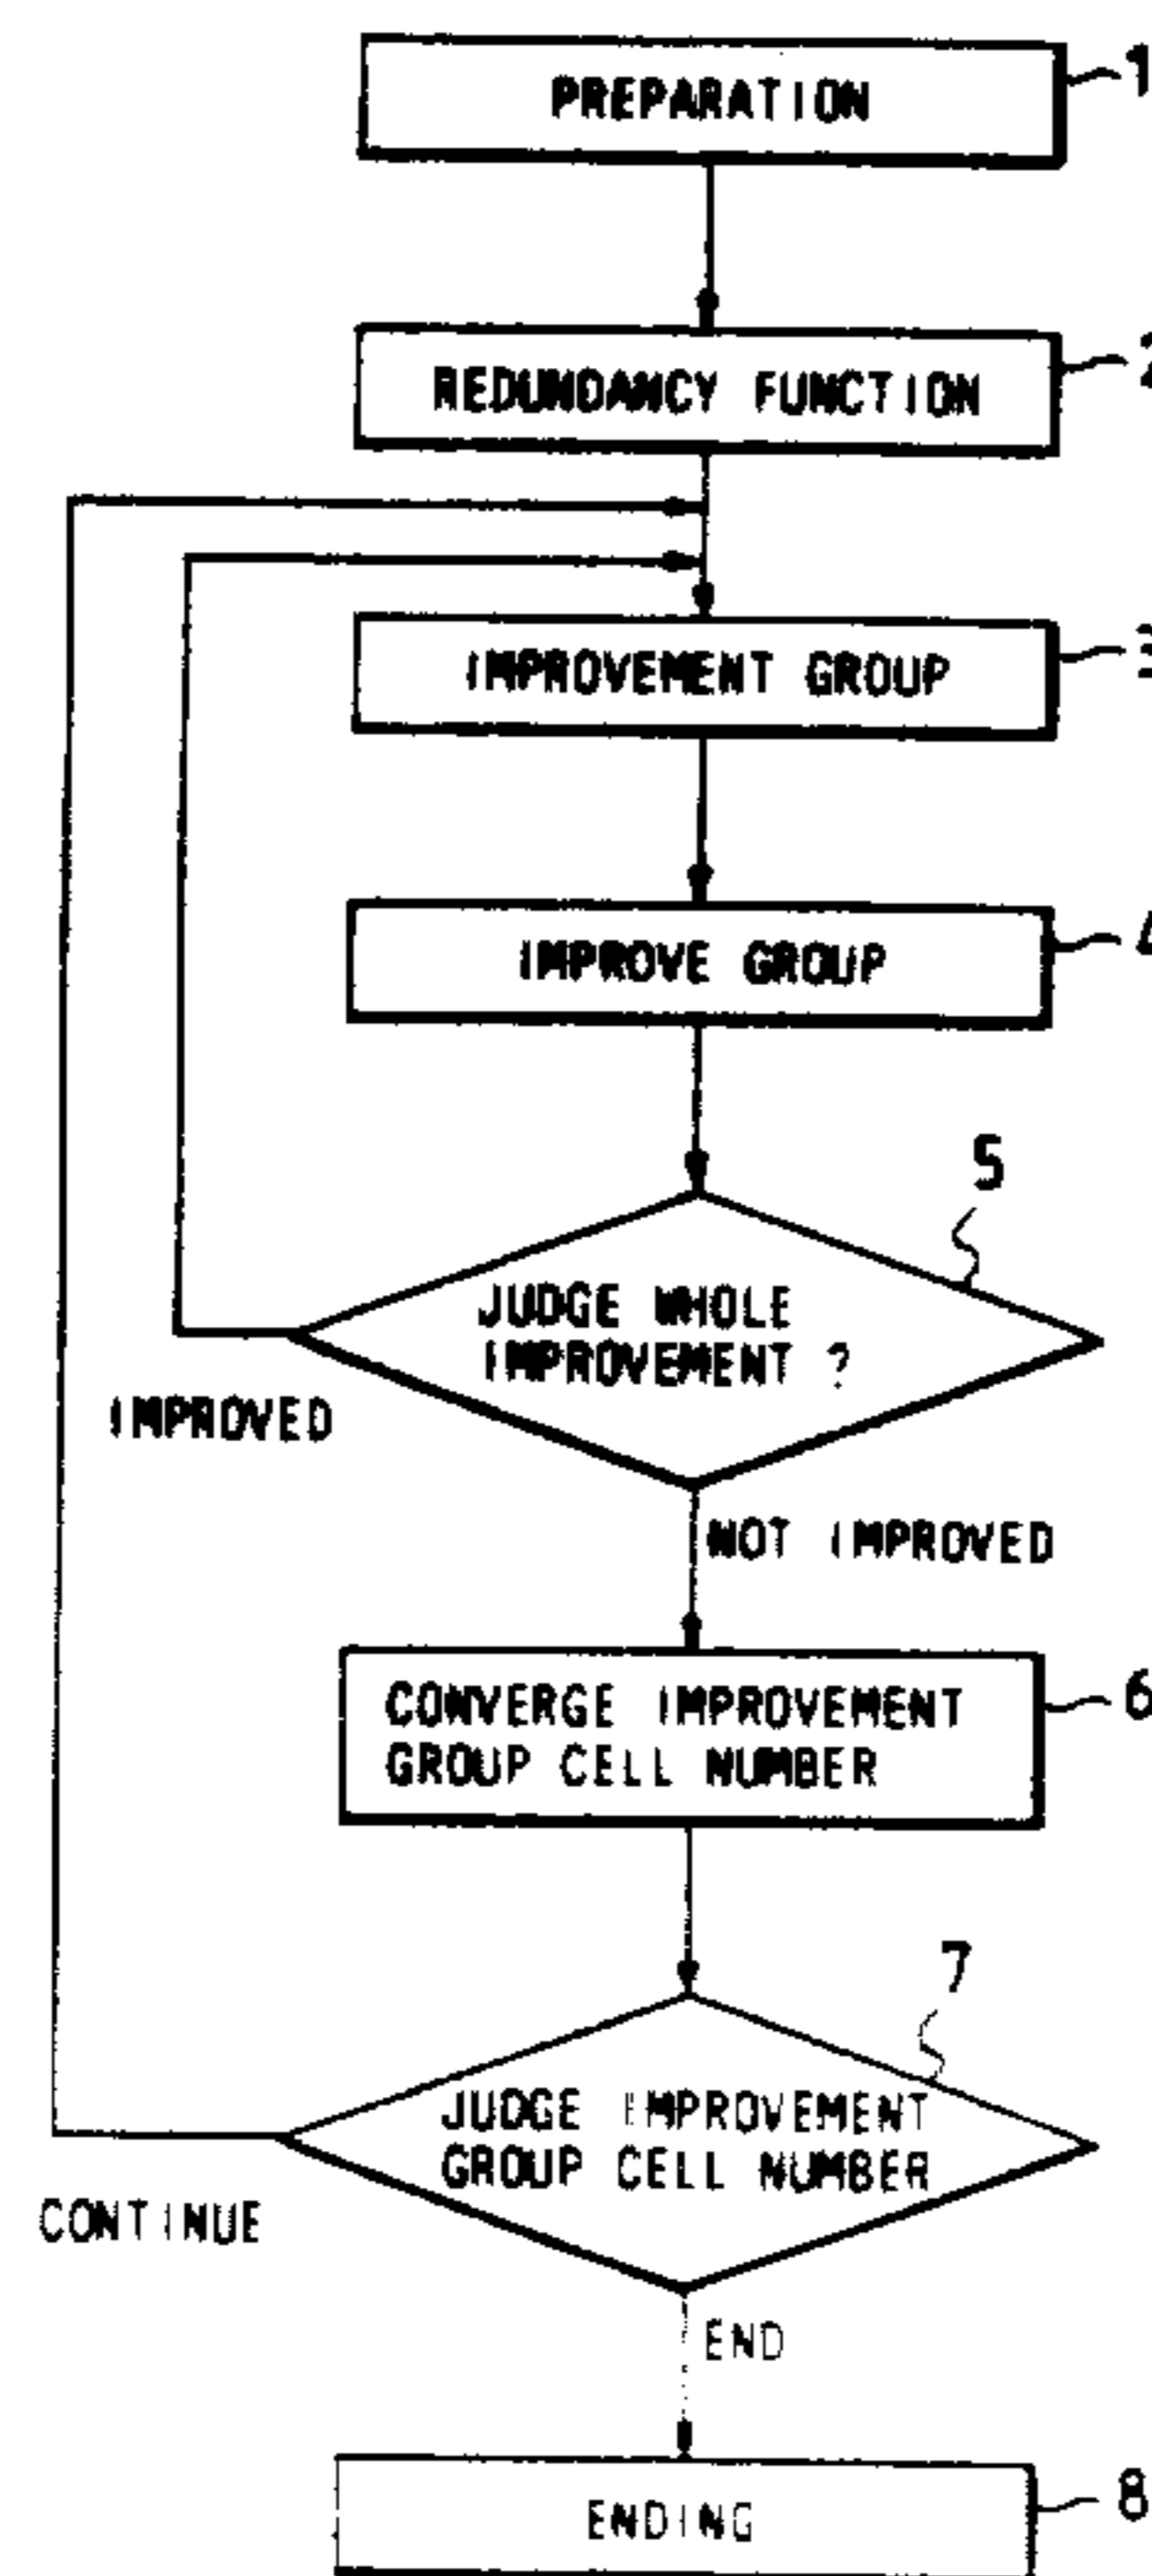 PREPARATION
1
REDUNDANCY FUNCTION
2
IMPROVEMENT GROUP
3
IMPROVE GROUP
4
5
JUDGE WHOLE
IMPROVEMENT ?
IMPROVED
NOT IMPROVED
CONVERGE IMPROVEMENT
GROUP CELL NUMBER
6
7
JUDGE IMPROVEMENT
GROUP CELL NUMBER
CONTINUE
END
ENDING
8